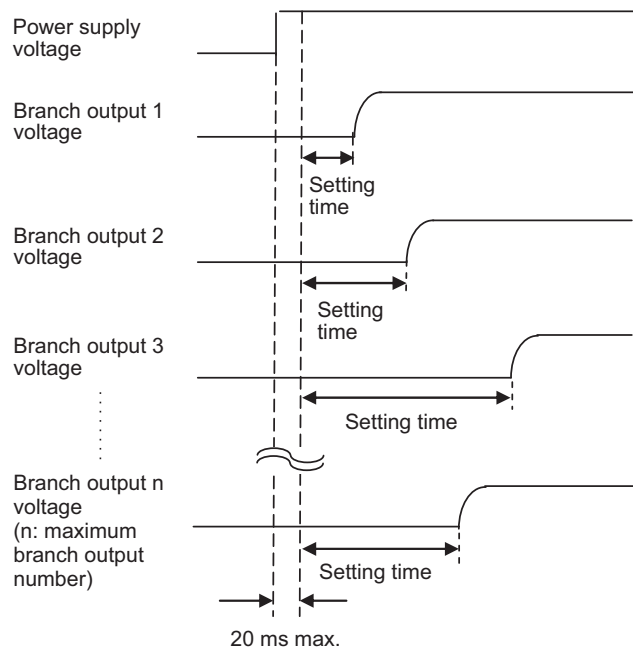 Power supply
voltage
Branch output 1
voltage
Setting
time
Branch output 2
voltage
Setting
time
Branch output 3
voltage
Setting time
Branch output n
voltage
(n: maximum
branch output
number)
Setting time
20 ms max.